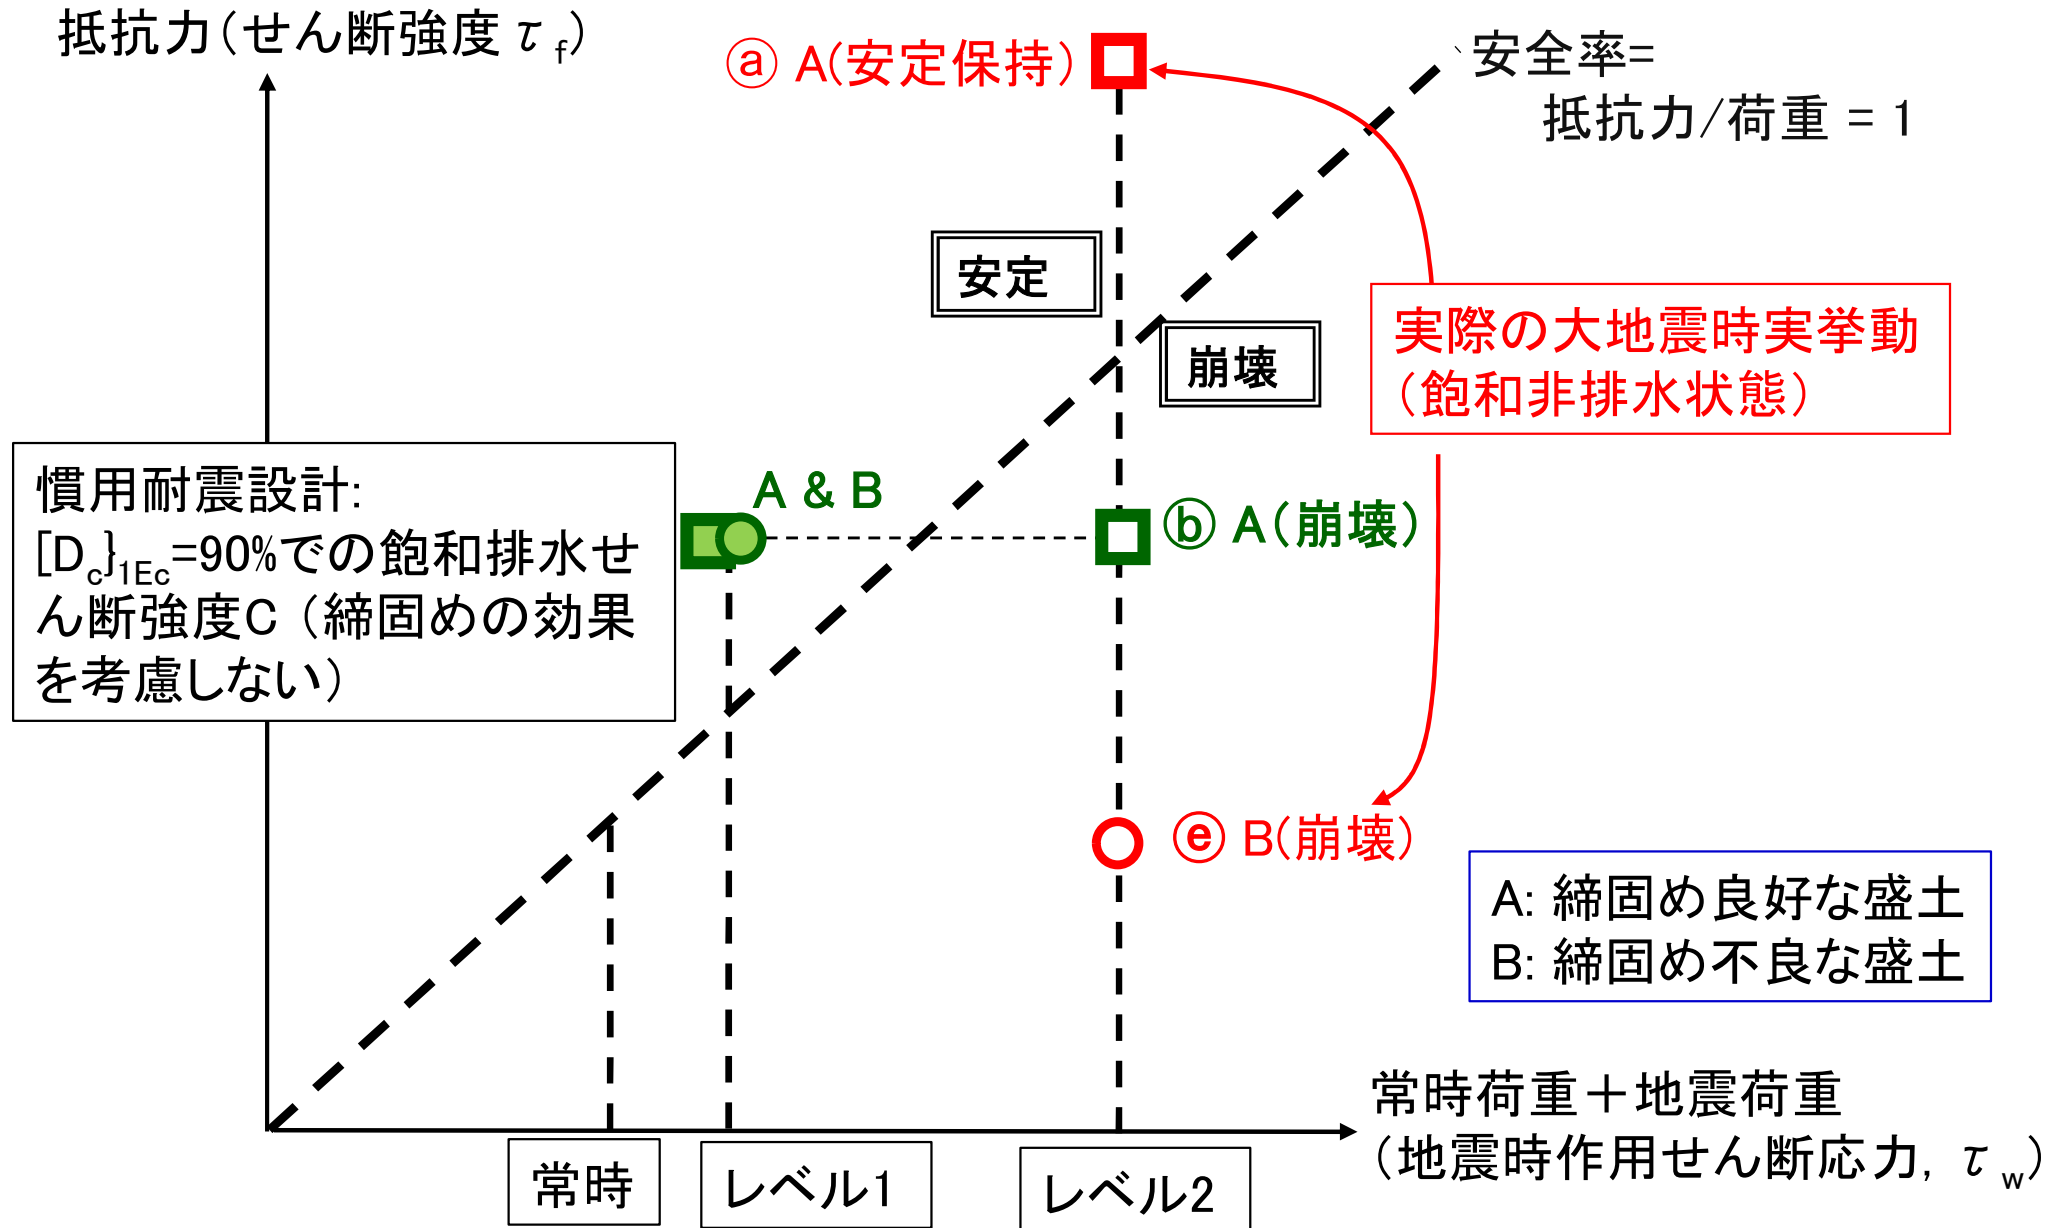 抵抗力(せん断強度τf)
ⓐ A(安定保持)
安全率=
抵抗力/荷重 = 1
安定
崩壊
実際の大地震時実挙動
(飽和非排水状態)
慣用耐震設計:
[Dc}1Ec=90%での飽和排水せ
ん断強度C (締固めの効果
を考慮しない)
A & B
ⓑ A(崩壊)
ⓔ B(崩壊)
A: 締固め良好な盛土
B: 締固め不良な盛土
常時荷重+地震荷重
(地震時作用せん断応力, τw)
常時
レベル1
レベル2